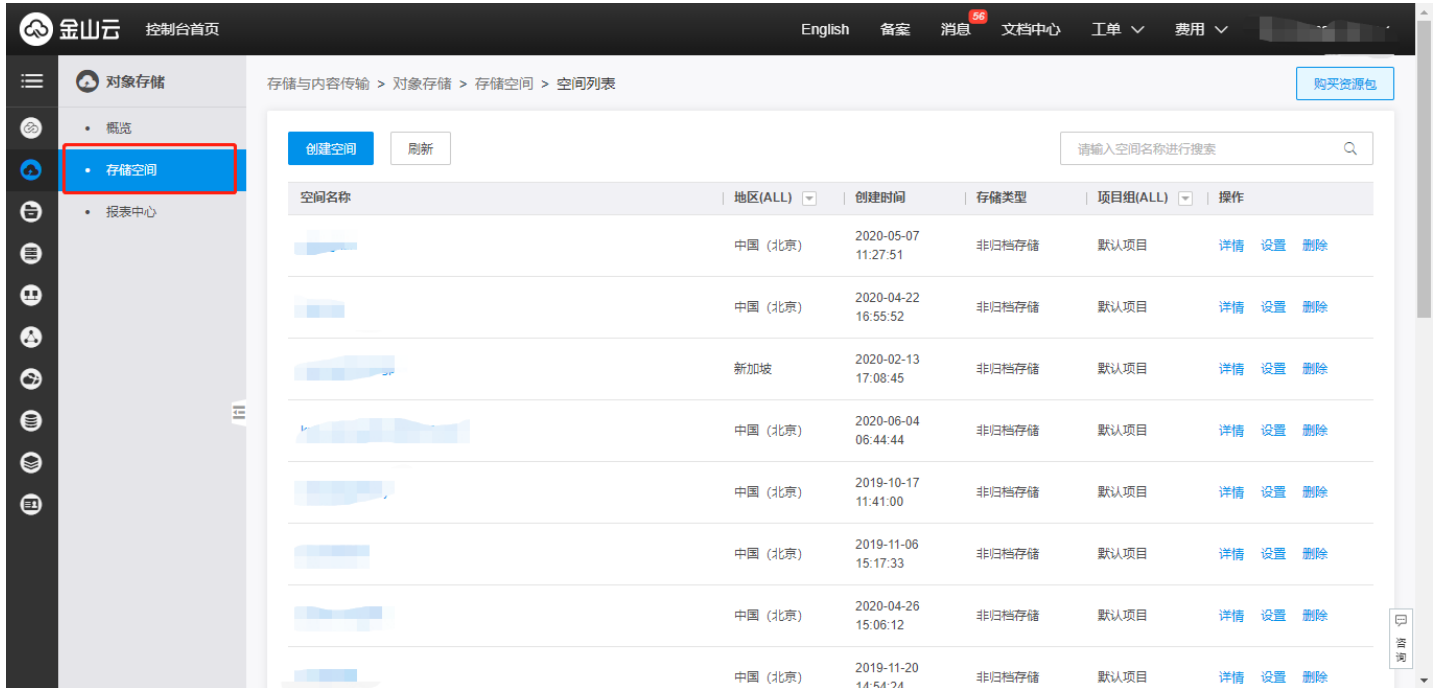 金山云 控制台首页 English 备案 消息 56 文档中心 工单 费用
对象存储
概览
存储空间
报表中心
存储与内容传输 > 对象存储 > 存储空间 > 空间列表
购买资源包
创建空间 刷新 请输入空间名称进行搜索
空间名称 地区(ALL) 创建时间 存储类型 项目组(ALL) 操作
中国（北京） 2020-05-07 11:27:51 非归档存储 默认项目 详情 设置 删除
中国（北京） 2020-04-22 16:55:52 非归档存储 默认项目 详情 设置 删除
新加坡 2020-02-13 17:08:45 非归档存储 默认项目 详情 设置 删除
中国（北京） 2020-06-04 06:44:44 非归档存储 默认项目 详情 设置 删除
中国（北京） 2019-10-17 11:41:00 非归档存储 默认项目 详情 设置 删除
中国（北京） 2019-11-06 15:17:33 非归档存储 默认项目 详情 设置 删除
中国（北京） 2020-04-26 15:06:12 非归档存储 默认项目 详情 设置 删除
中国（北京） 2019-11-20 14:54:24 非归档存储 默认项目 详情 设置 删除
咨询